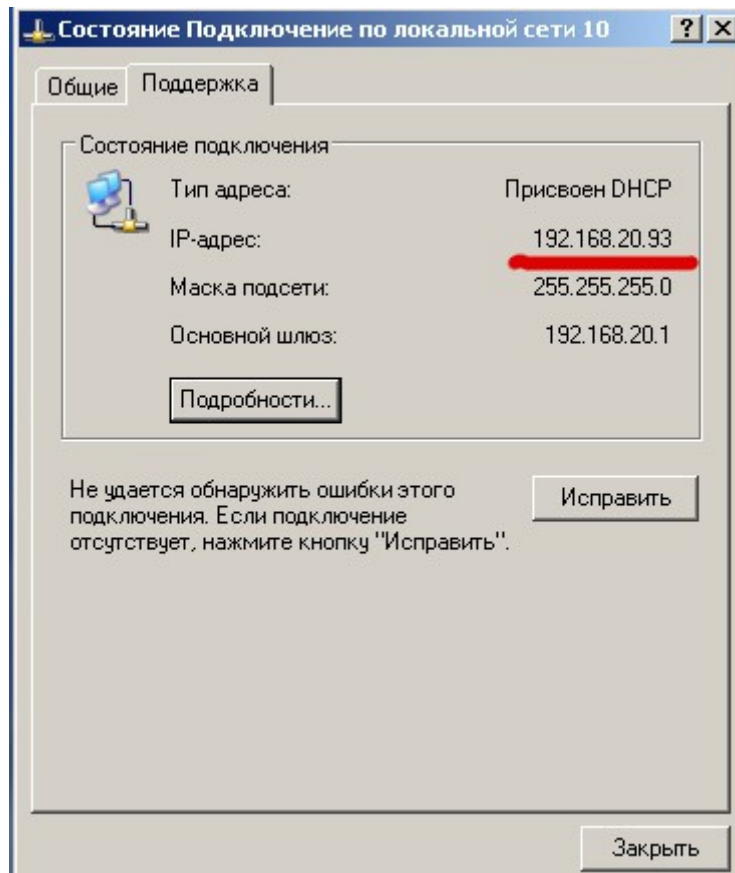 Состояние Подключение по локальной сети 10
Общие
Поддержка
Состояние подключения
Тип адреса: Присвоен DHCP
IP-адрес: 192.168.20.93
Маска подсети: 255.255.255.0
Основной шлюз: 192.168.20.1
Подробности...
Не удается обнаружить ошибки этого
подключения. Если подключение
отсутствует, нажмите кнопку "Исправить".
Исправить
Закрыть